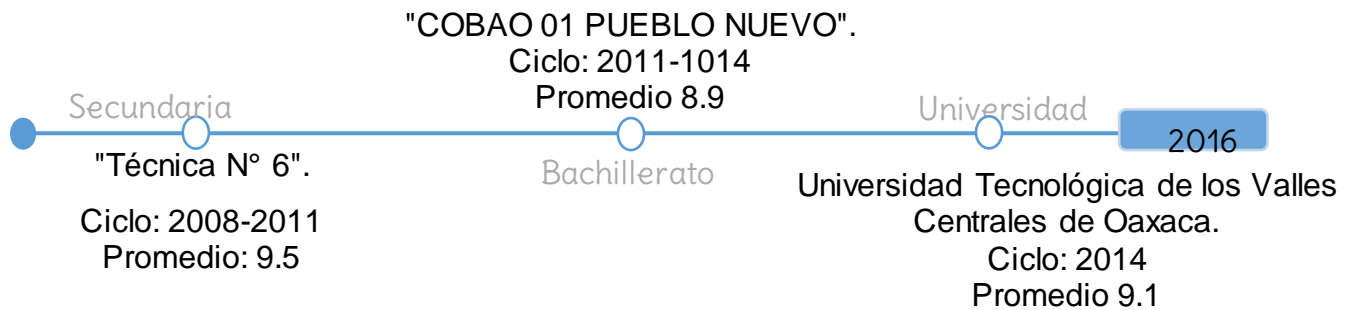 "COBAO 01 PUEBLO NUEVO".
Ciclo: 2011-1014
Promedio 8.9
Secundaria
Universidad
2016
"Técnica N° 6".
Bachillerato
Ciclo: 2008-2011
Promedio: 9.5
Universidad Tecnológica de los Valles
Centrales de Oaxaca.
Ciclo: 2014
Promedio 9.1